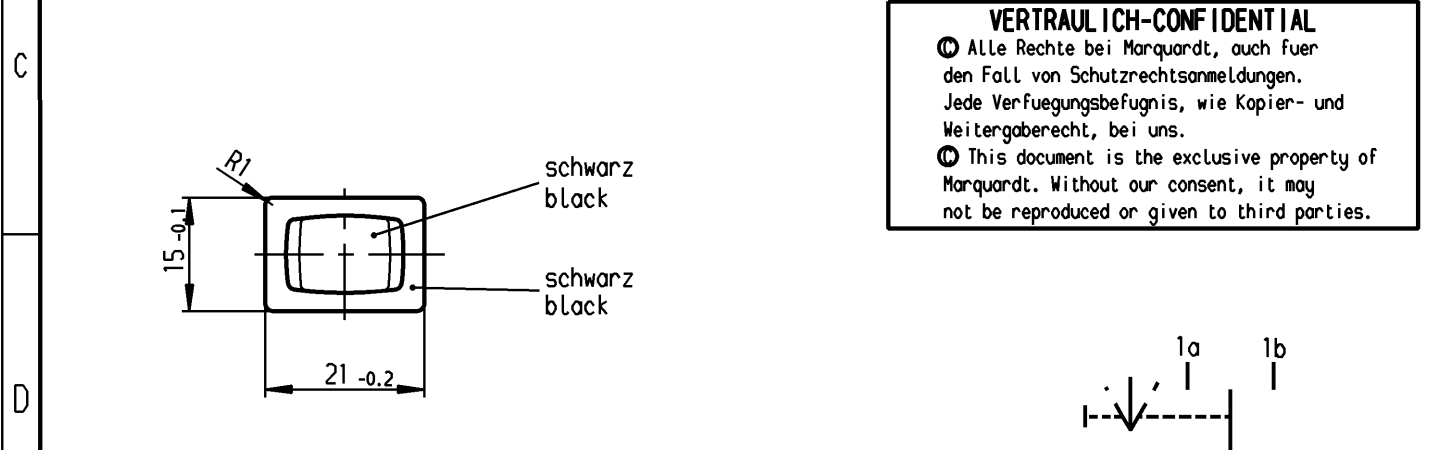 C
VERTRAULICH-CONFIDENTIAL
© Alle Rechte bei Marquardt, auch fuer
den Fall von Schutzrechtsanmeldungen.
Jede Verfuegungsbefugnis, wie Kopier- und
Weitergaberecht, bei uns.
© This document is the exclusive property of
Marquardt. Without our consent, it may
not be reproduced or given to third parties.
R1
schwarz
black
15 -0.1
schwarz
black
21 -0.2
1a 1b
D